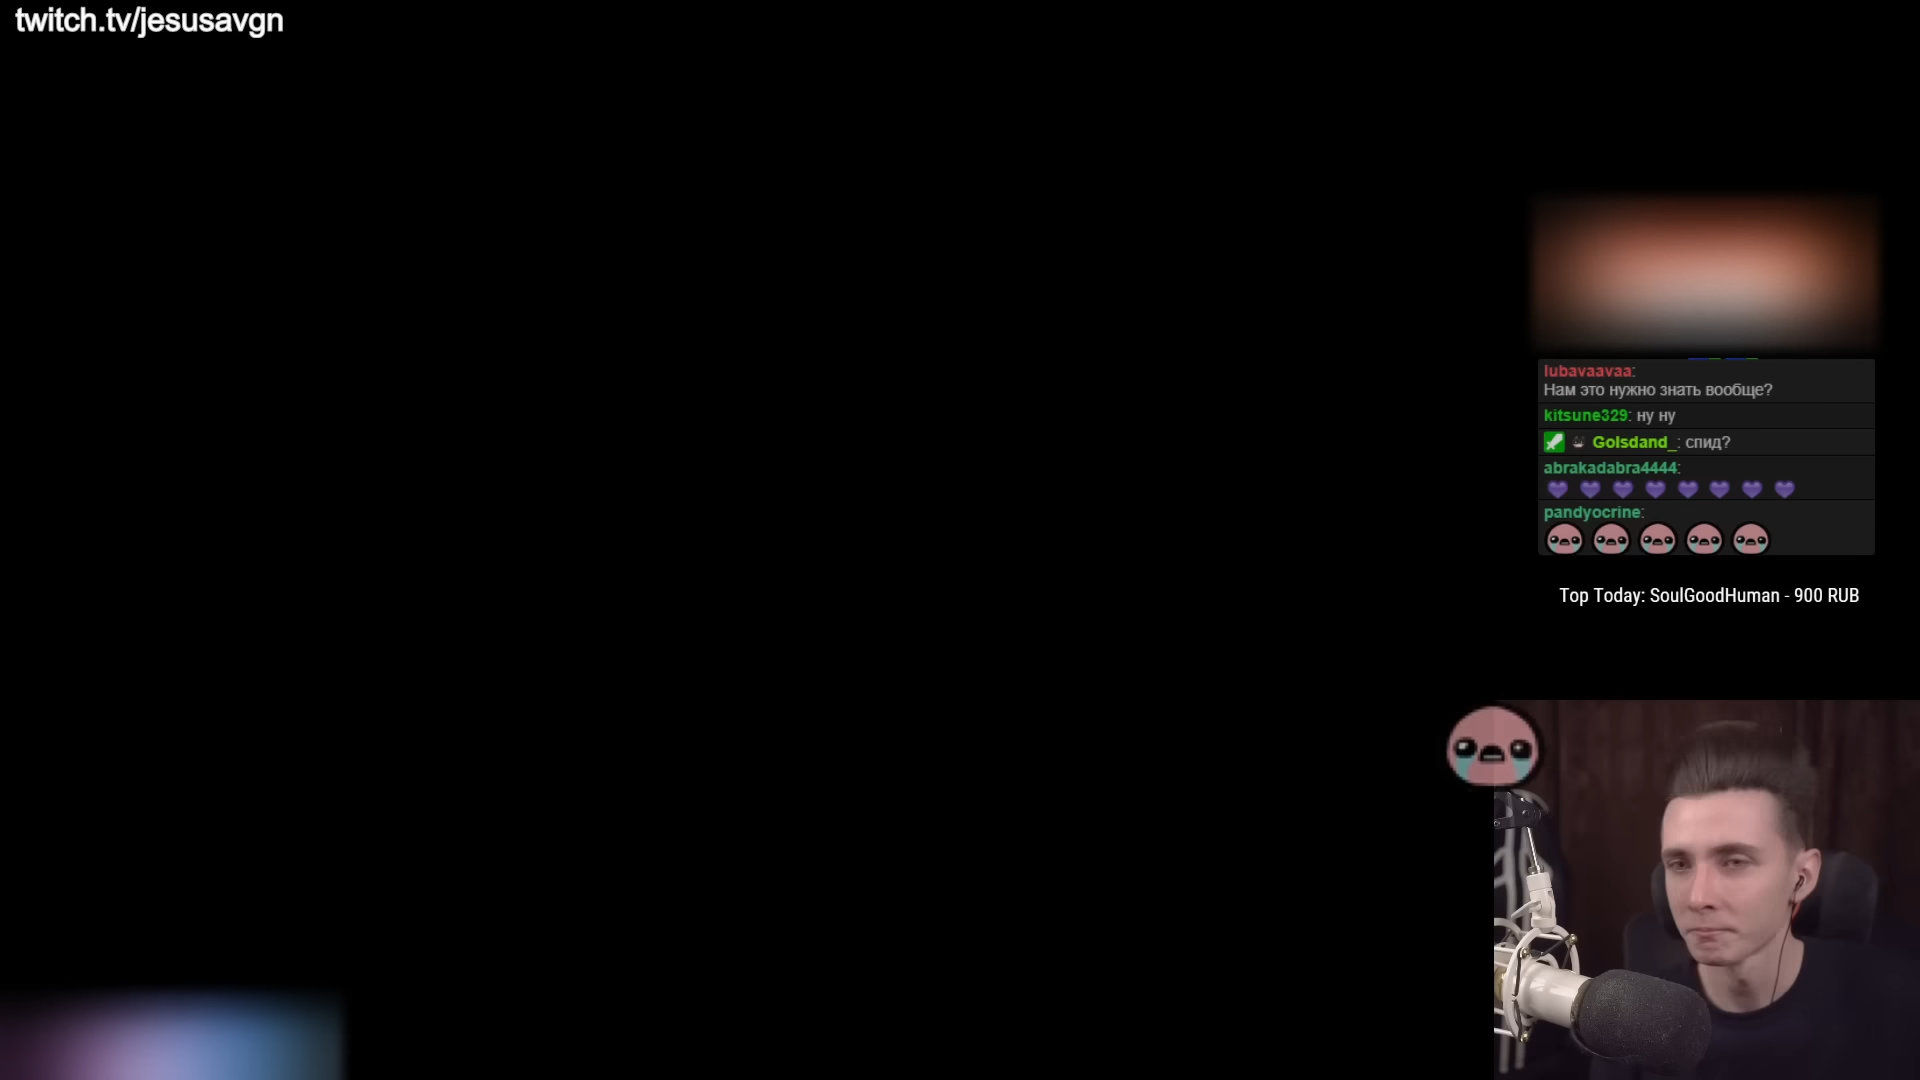 twitch.tv/jesusavgn
lubavaavaa:
Нам это нужно знать вообще?
kitsune329: ну ну
Golsdand_: спид?
abrakadabra4444:
pandyocrine:
Top Today: SoulGoodHuman - 900 RUB